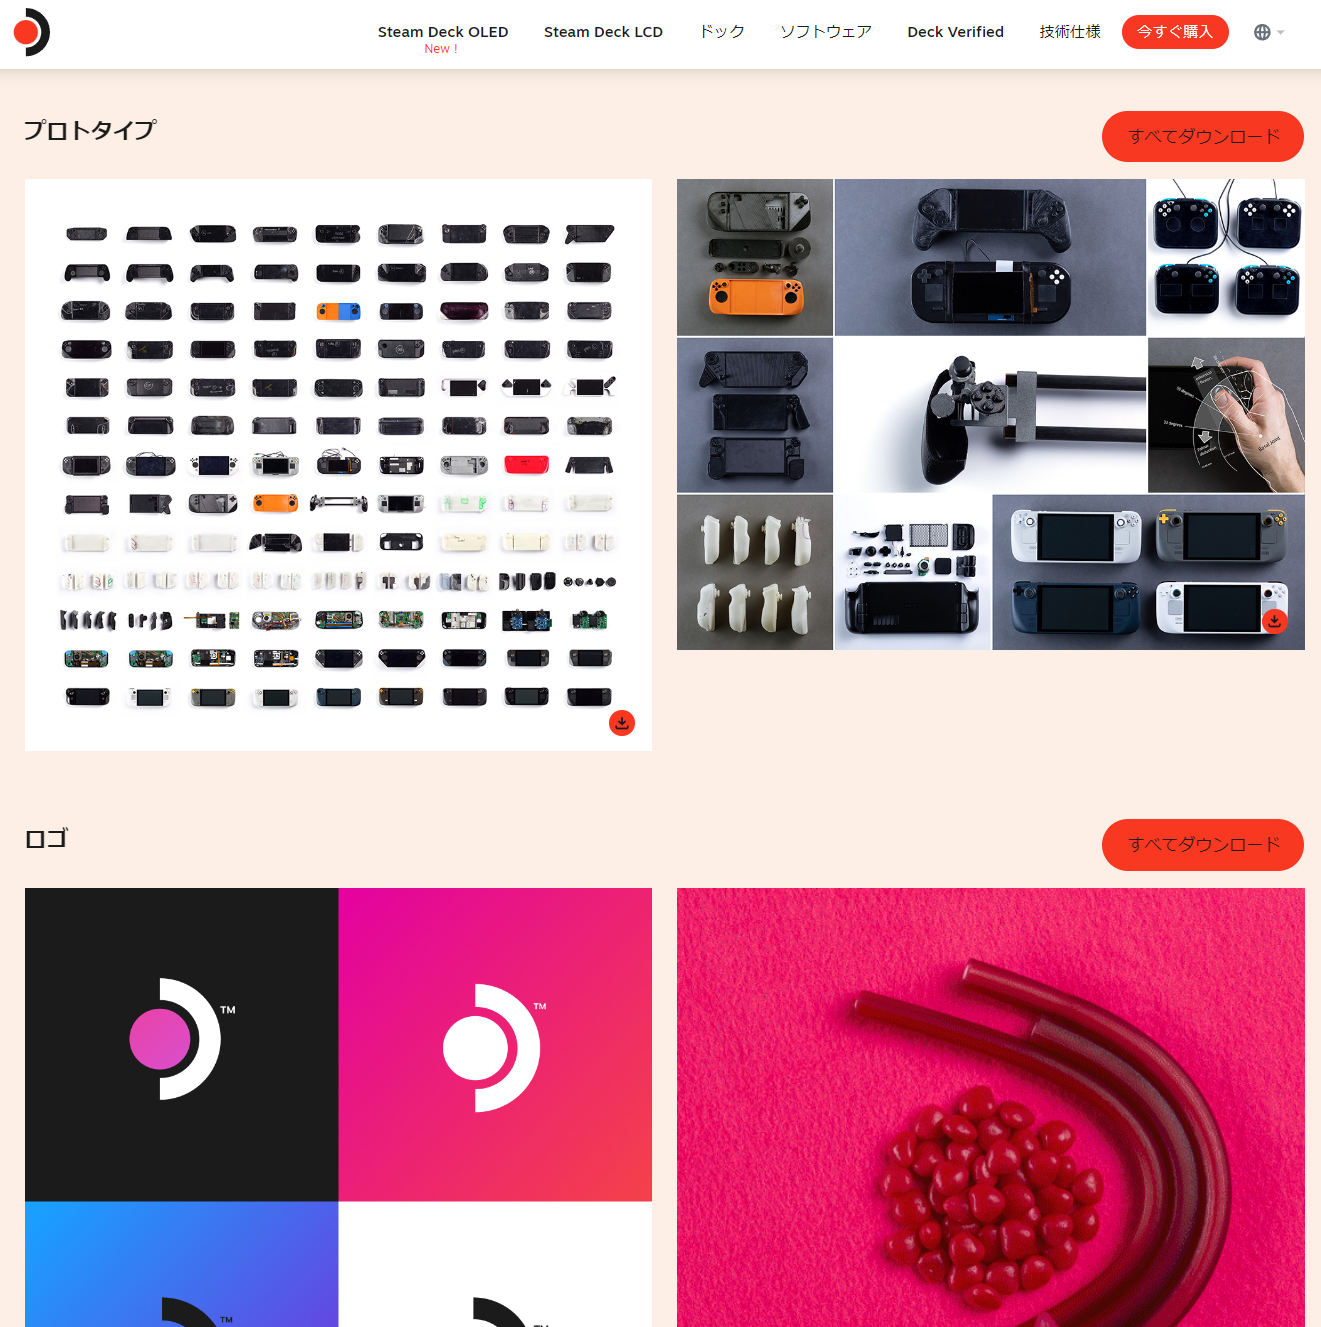 Steam Deck OLED
New！
Steam Deck LCD
ドック
ソフトウェア
Deck Verified
技術仕様
今すぐ購入
プロトタイプ
すべてダウンロード
ロゴ
すべてダウンロード
TM
TM
TM
TM